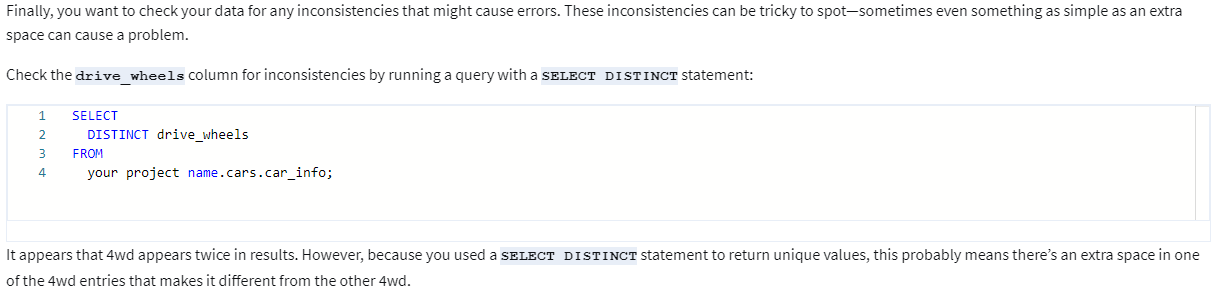 Finally, you want to check your data for any inconsistencies that might cause errors. These inconsistencies can be tricky to spot—sometimes even something as simple as an extra
space can cause a problem.
Check the drive_wheels column for inconsistencies by running a query with a SELECT DISTINCT statement:
1 SELECT
2 DISTINCT drive_wheels
3 FROM
4 your project name.cars.car_info;
It appears that 4wd appears twice in results. However, because you used a SELECT DISTINCT statement to return unique values, this probably means there's an extra space in one
of the 4wd entries that makes it different from the other 4wd.